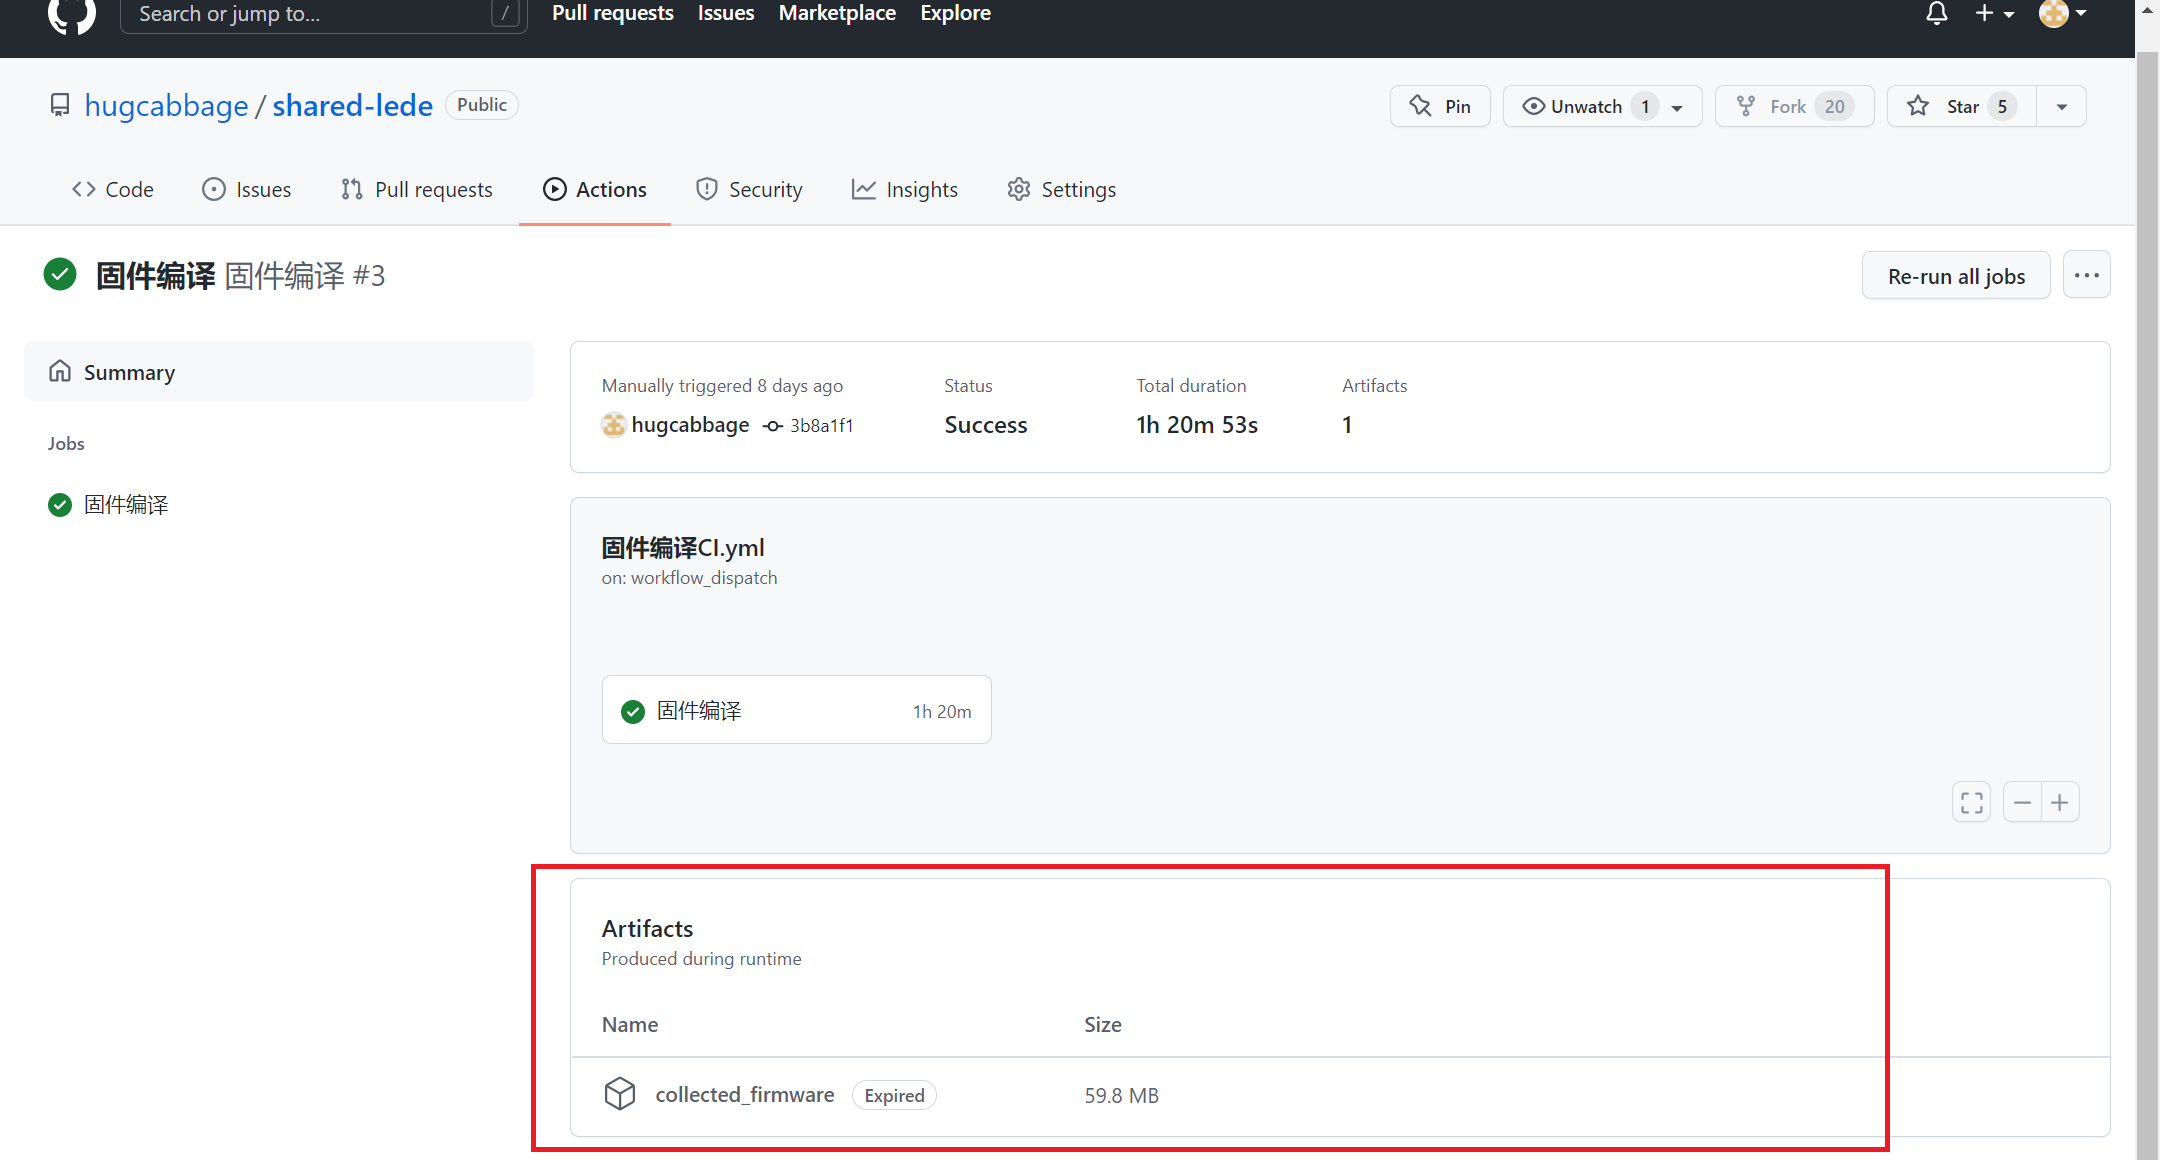 Search or jump to... /
Pull requests Issues Marketplace Explore
hugcabbage / shared-lede Public
Pin Unwatch 1 Fork 20 Star 5
Code Issues Pull requests Actions Security Insights Settings
固件编译 固件编译 #3
Re-run all jobs
Summary
Jobs
固件编译
Manually triggered 8 days ago Status Total duration Artifacts
hugcabbage 3b8a1f1 Success 1h 20m 53s 1
固件编译CI.yml
on: workflow_dispatch
固件编译 1h 20m
Artifacts
Produced during runtime
Name Size
collected_firmware Expired 59.8 MB